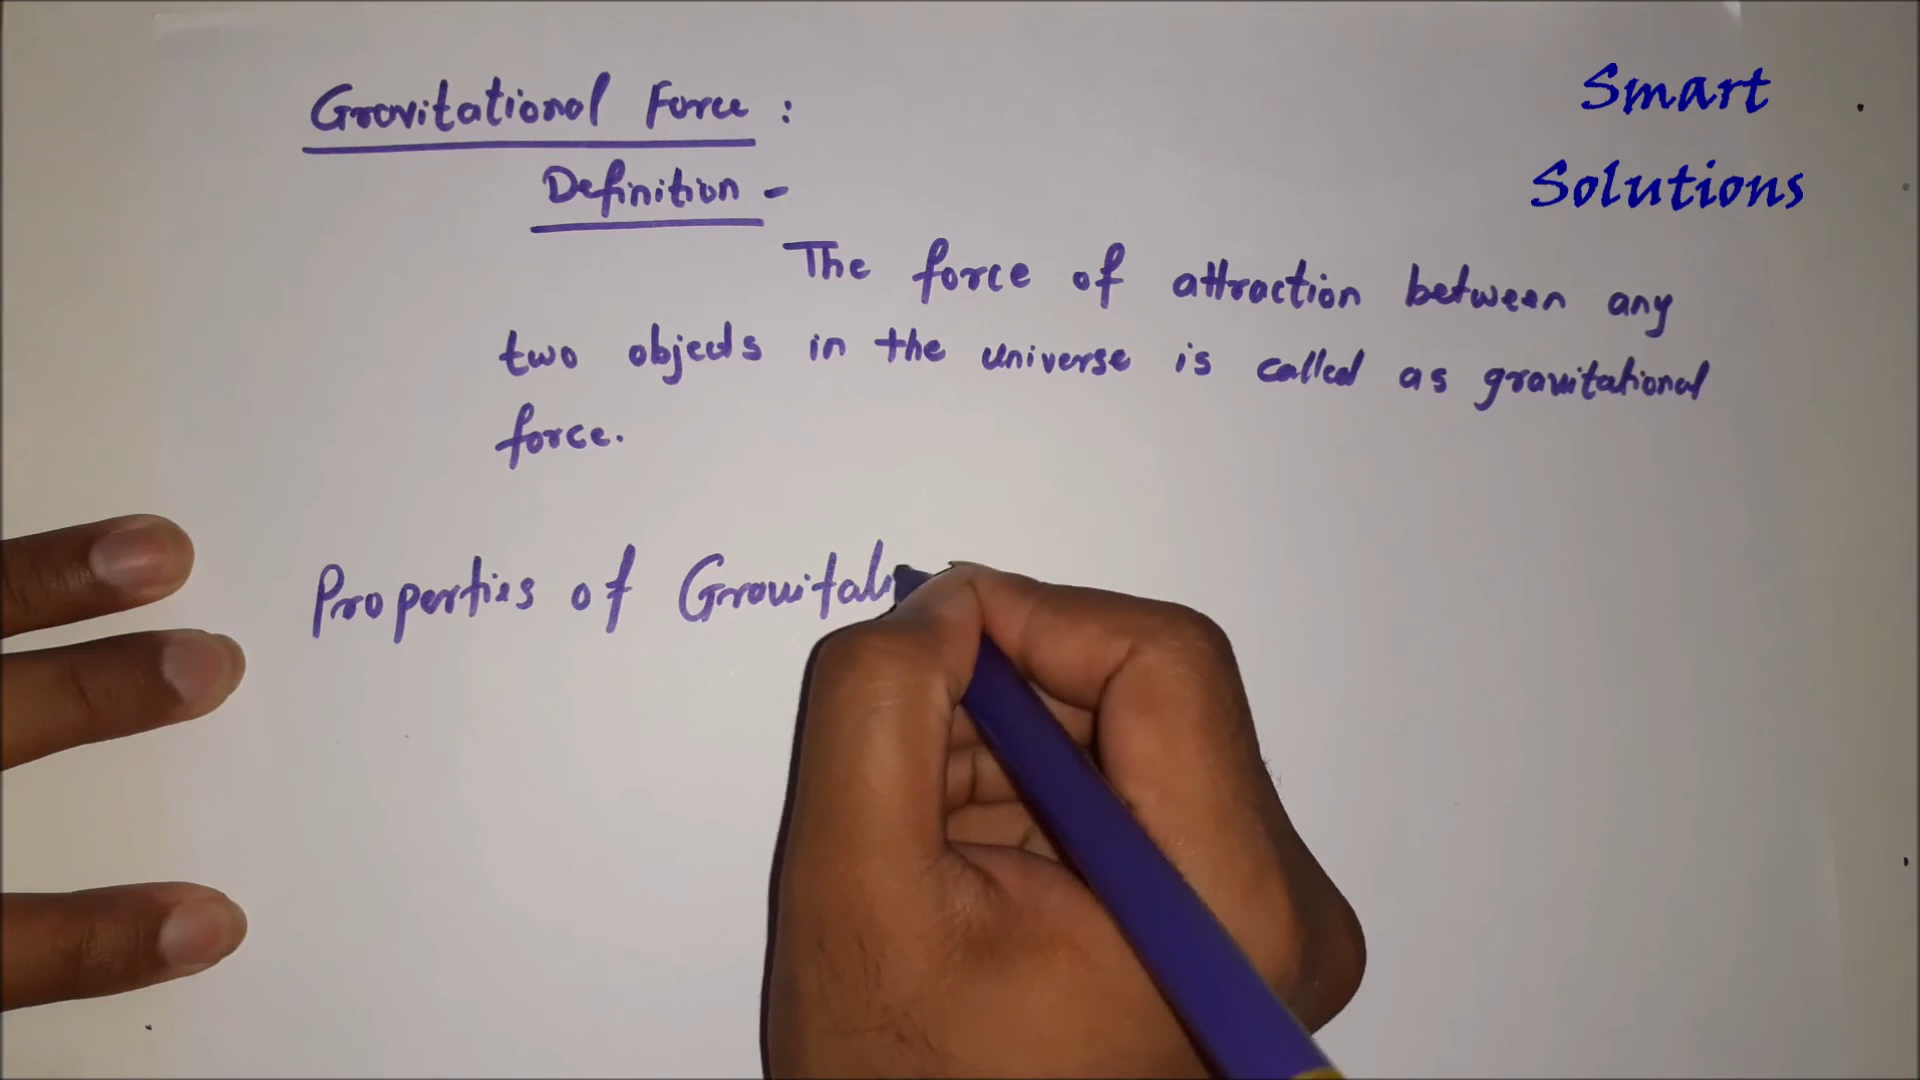 Gravitational Force :
Definition -
The force of attraction between any
two objects in the universe is called as gravitational
force.
Properties of Gravitat
Smart
Solutions